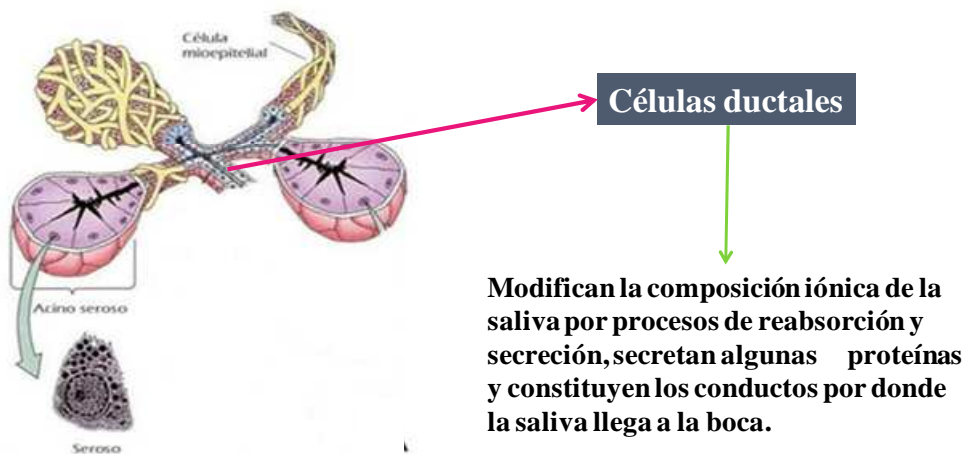 Célula
mioepitelial
Células ductales
Acino seroso
Seroso
Modifican la composición iónica de la
saliva por procesos de reabsorción y
secreción, secretan algunas proteínas
y constituyen los conductos por donde
la saliva llega a la boca.